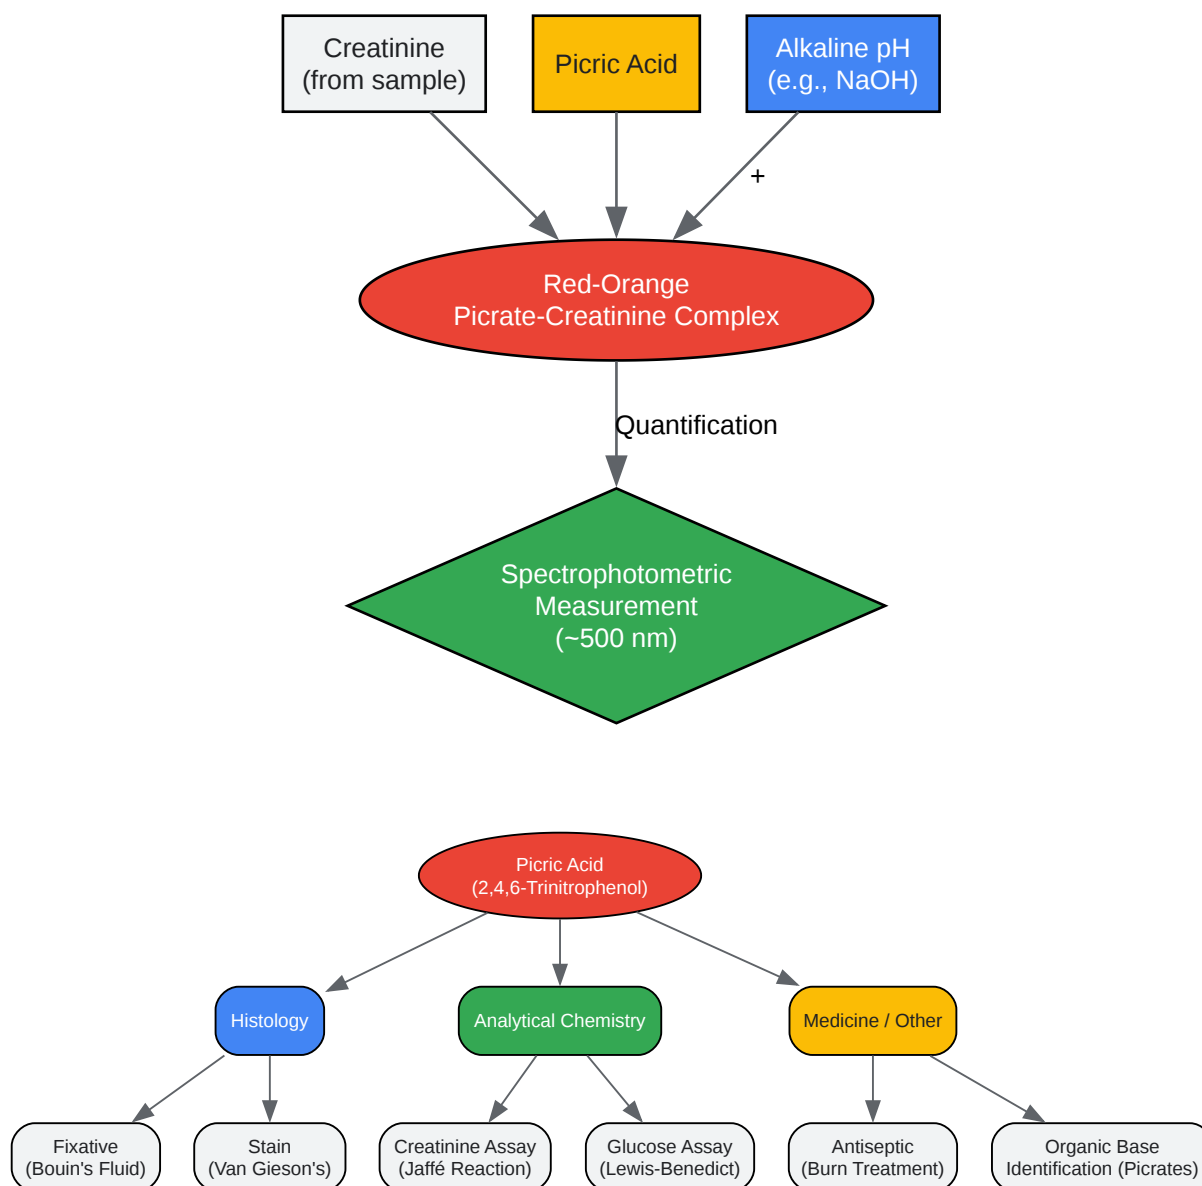 Creatinine
(from sample)
Picric Acid
Alkaline pH
(e.g., NaOH)
+
Red-Orange
Picrate-Creatinine Complex
Quantification
Spectrophotometric
Measurement
(~500 nm)
Picric Acid
(2,4,6-Trinitrophenol)
Histology
Analytical Chemistry
Medicine / Other
Fixative
(Bouin's Fluid)
Stain
(Van Gieson's)
Creatinine Assay
(Jaffé Reaction)
Glucose Assay
(Lewis-Benedict)
Antiseptic
(Burn Treatment)
Organic Base
Identification (Picrates)